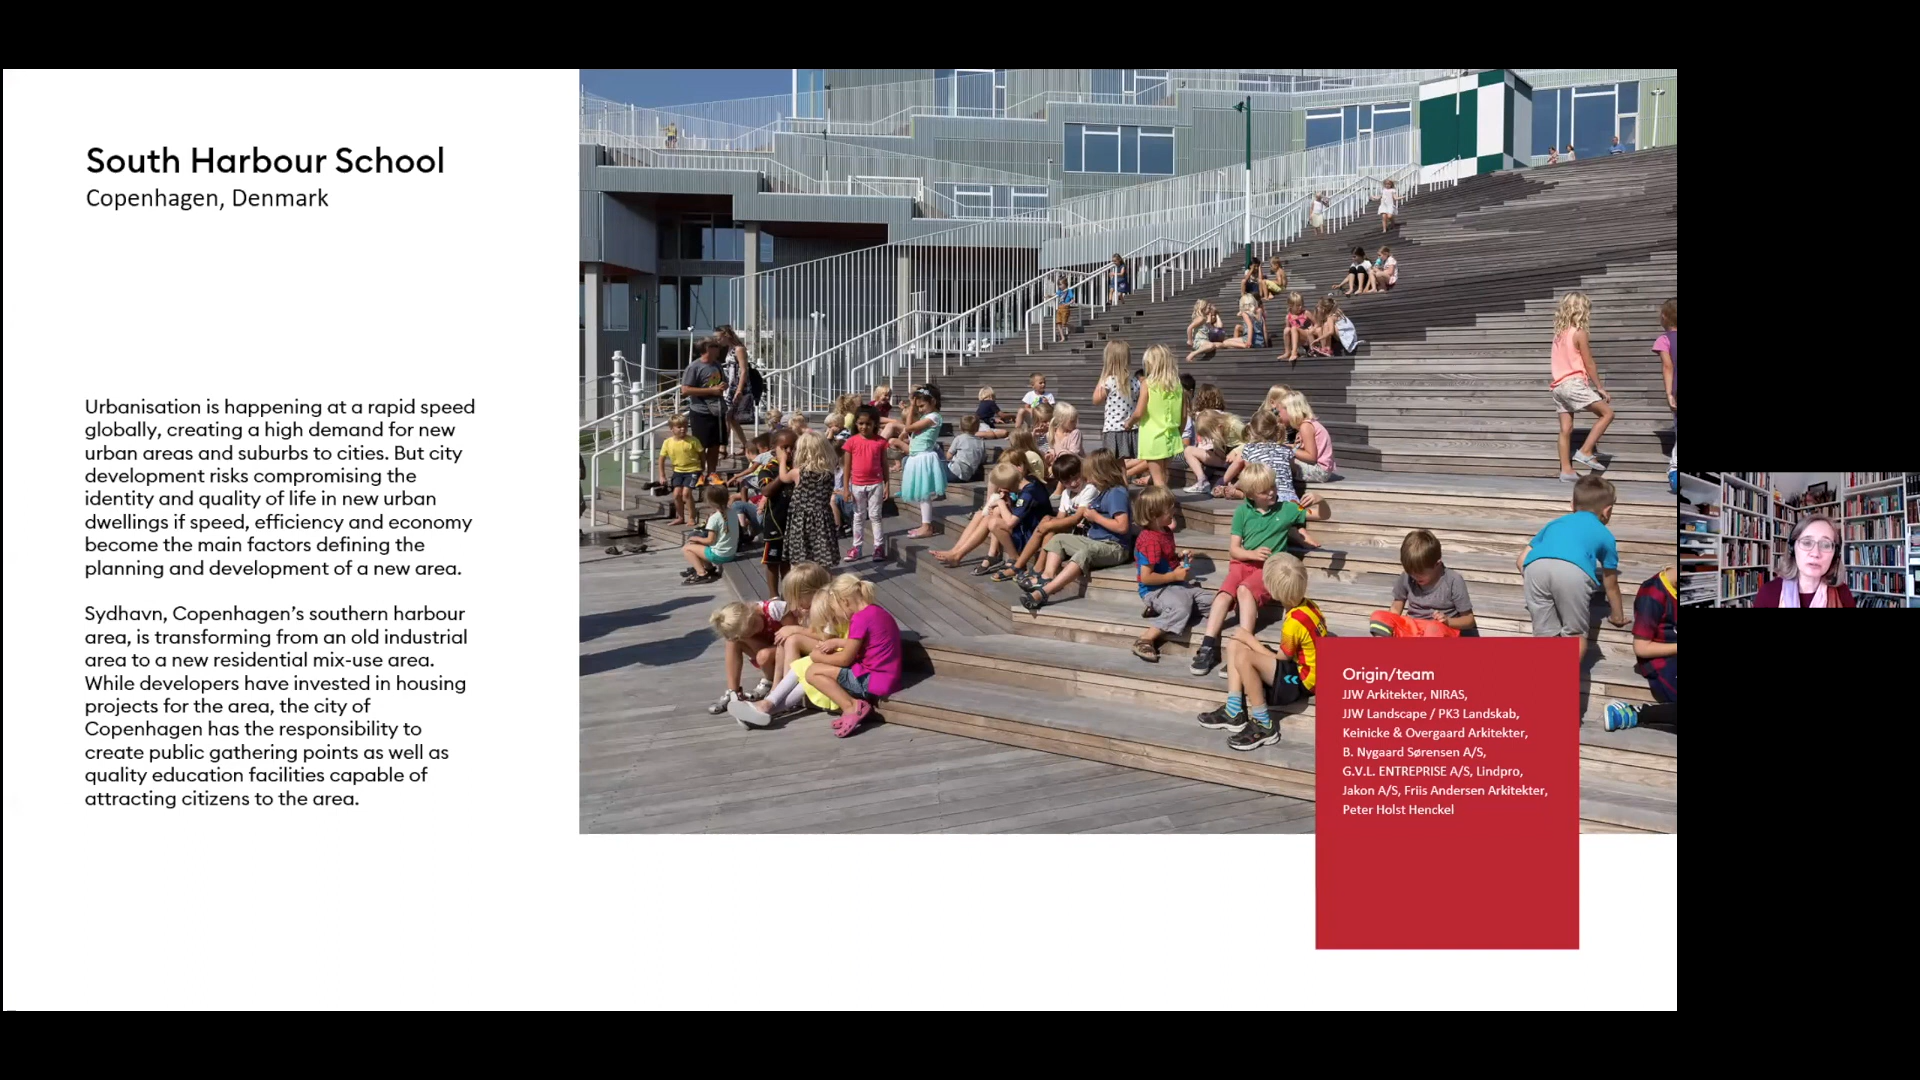 South Harbour School
Copenhagen, Denmark
Urbanisation is happening at a rapid speed
globally, creating a high demand for new
urban areas and suburbs to cities. But city
development risks compromising the
identity and quality of life in new urban
dwellings if speed, efficiency and economy
become the main factors defining the
planning and development of a new area.
Sydhavn, Copenhagen’s southern harbour
area, is transforming from an old industrial
area to a new residential mix-use area.
While developers have invested in housing
projects for the area, the city of
Copenhagen has the responsibility to
create public gathering points as well as
quality education facilities capable of
attracting citizens to the area.
Origin/team
JJW Arkitekter, NIRAS,
JJW Landscape / PK3 Landskab,
Keinicke & Overgaard Arkitekter,
B. Nygaard Sørensen A/S,
G.V.L. ENTREPRISE A/S, Lindpro,
Jakon A/S, Friis Andersen Arkitekter,
Peter Holst Henckel